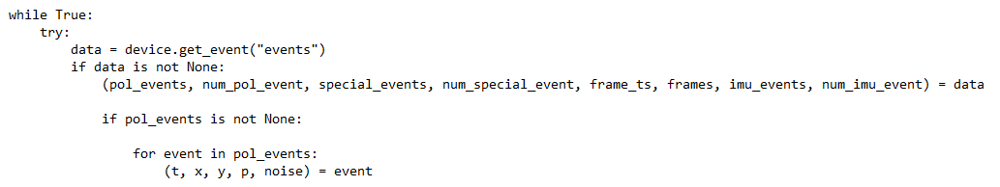 while True:
    try:
        data = device.get_event("events")
        if data is not None:
            (pol_events, num_pol_event, special_events, num_special_event, frame_ts, frames, imu_events, num_imu_event) = data
            if pol_events is not None:
                for event in pol_events:
                    (t, x, y, p, noise) = event